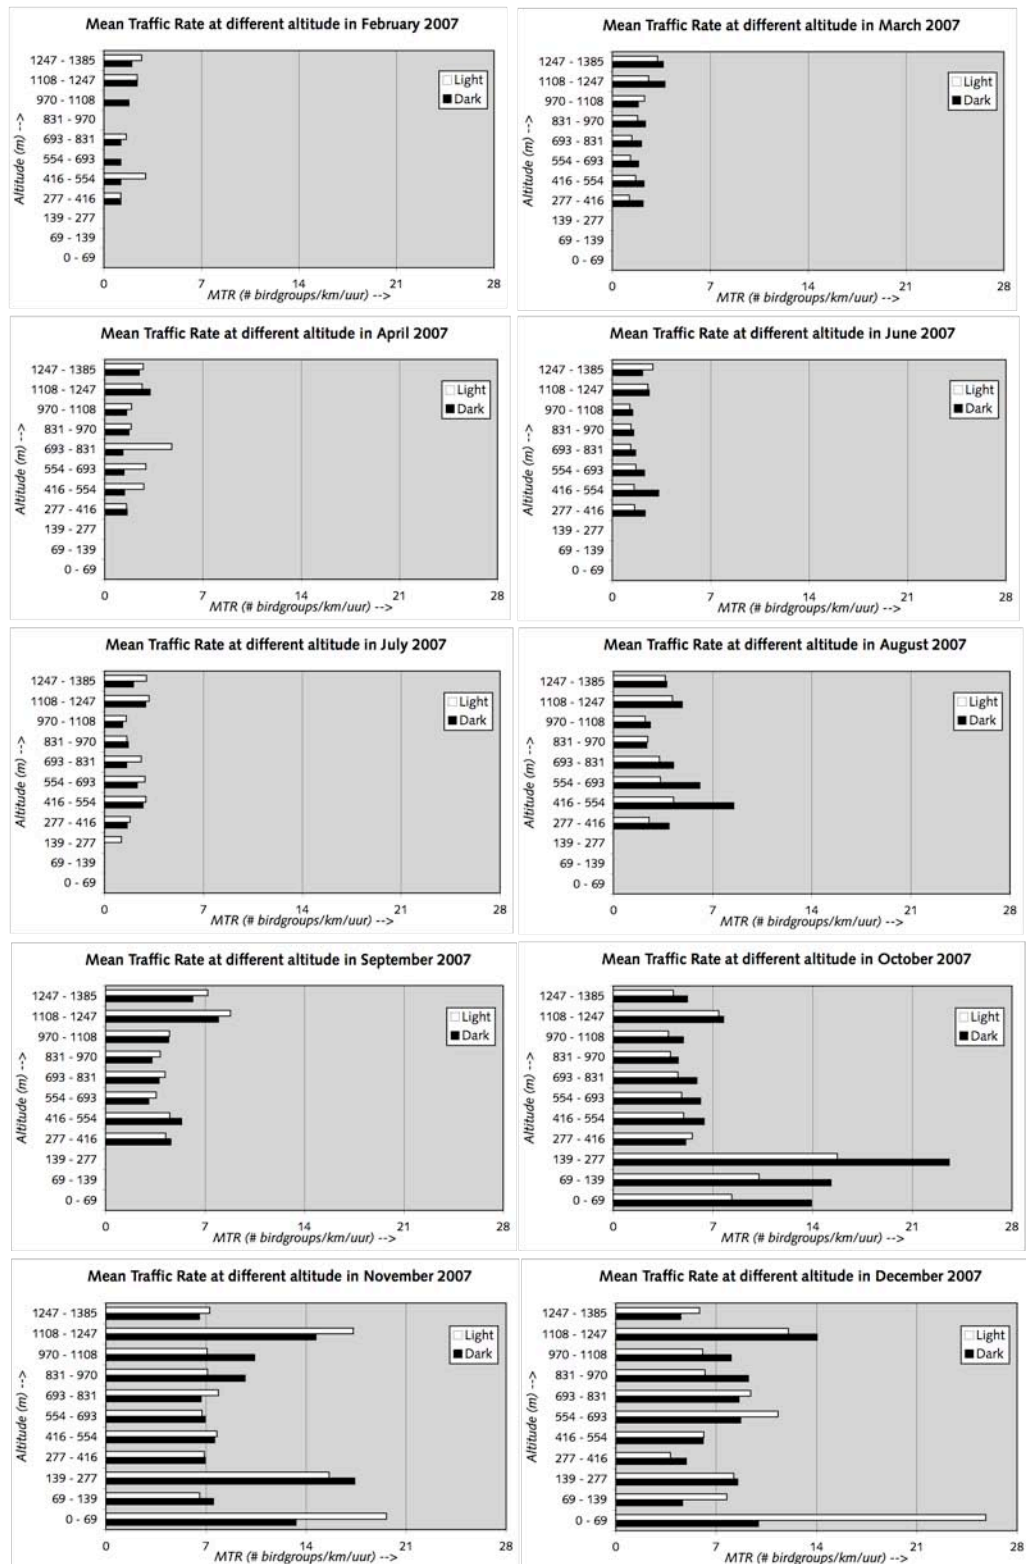 Mean Traffic Rate at different altitude in February 2007
Altitude (m) -->
1247 - 1385
1108 - 1247
970 - 1108
831 - 970
693 - 831
554 - 693
416 - 554
277 - 416
139 - 277
69 - 139
0 - 69
Light
Dark
0 7 14 21 28
MTR (# birdgroups/km/uur) -->
Mean Traffic Rate at different altitude in March 2007
Altitude (m) -->
1247 - 1385
1108 - 1247
970 - 1108
831 - 970
693 - 831
554 - 693
416 - 554
277 - 416
139 - 277
69 - 139
0 - 69
Light
Dark
0 7 14 21 28
MTR (# birdgroups/km/uur) -->
Mean Traffic Rate at different altitude in April 2007
Altitude (m) -->
1247 - 1385
1108 - 1247
970 - 1108
831 - 970
693 - 831
554 - 693
416 - 554
277 - 416
139 - 277
69 - 139
0 - 69
Light
Dark
0 7 14 21 28
MTR (# birdgroups/km/uur) -->
Mean Traffic Rate at different altitude in June 2007
Altitude (m) -->
1247 - 1385
1108 - 1247
970 - 1108
831 - 970
693 - 831
554 - 693
416 - 554
277 - 416
139 - 277
69 - 139
0 - 69
Light
Dark
0 7 14 21 28
MTR (# birdgroups/km/uur) -->
Mean Traffic Rate at different altitude in July 2007
Altitude (m) -->
1247 - 1385
1108 - 1247
970 - 1108
831 - 970
693 - 831
554 - 693
416 - 554
277 - 416
139 - 277
69 - 139
0 - 69
Light
Dark
0 7 14 21 28
MTR (# birdgroups/km/uur) -->
Mean Traffic Rate at different altitude in August 2007
Altitude (m) -->
1247 - 1385
1108 - 1247
970 - 1108
831 - 970
693 - 831
554 - 693
416 - 554
277 - 416
139 - 277
69 - 139
0 - 69
Light
Dark
0 7 14 21 28
MTR (# birdgroups/km/uur) -->
Mean Traffic Rate at different altitude in September 2007
Altitude (m) -->
1247 - 1385
1108 - 1247
970 - 1108
831 - 970
693 - 831
554 - 693
416 - 554
277 - 416
139 - 277
69 - 139
0 - 69
Light
Dark
0 7 14 21 28
MTR (# birdgroups/km/uur) -->
Mean Traffic Rate at different altitude in October 2007
Altitude (m) -->
1247 - 1385
1108 - 1247
970 - 1108
831 - 970
693 - 831
554 - 693
416 - 554
277 - 416
139 - 277
69 - 139
0 - 69
Light
Dark
0 7 14 21 28
MTR (# birdgroups/km/uur) -->
Mean Traffic Rate at different altitude in November 2007
Altitude (m) -->
1247 - 1385
1108 - 1247
970 - 1108
831 - 970
693 - 831
554 - 693
416 - 554
277 - 416
139 - 277
69 - 139
0 - 69
Light
Dark
0 7 14 21 28
MTR (# birdgroups/km/uur) -->
Mean Traffic Rate at different altitude in December 2007
Altitude (m) -->
1247 - 1385
1108 - 1247
970 - 1108
831 - 970
693 - 831
554 - 693
416 - 554
277 - 416
139 - 277
69 - 139
0 - 69
Light
Dark
0 7 14 21 28
MTR (# birdgroups/km/uur) -->